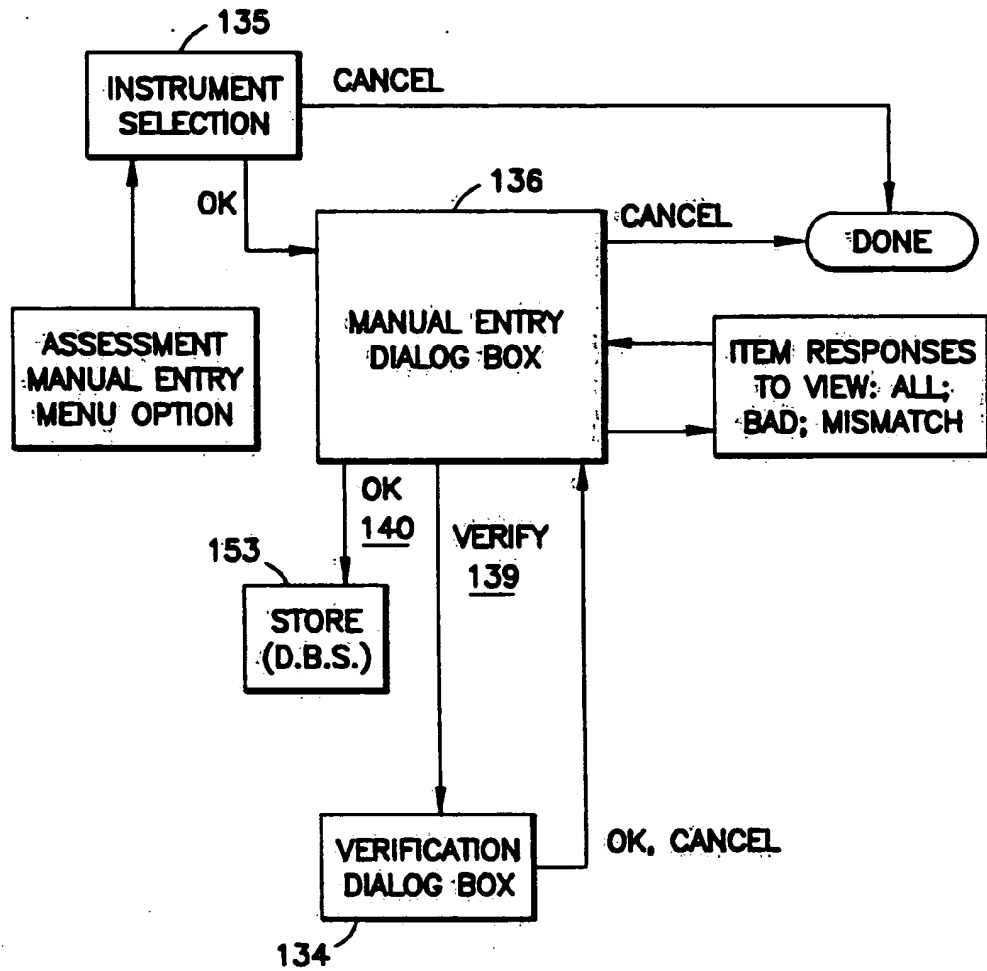 135
INSTRUMENT
SELECTION
CANCEL
OK
136
CANCEL
DONE
MANUAL ENTRY
DIALOG BOX
ASSESSMENT
MANUAL ENTRY
MENU OPTION
ITEM RESPONSES
TO VIEW: ALL;
BAD; MISMATCH
OK
140
VERIFY
139
153
STORE
(D.B.S.)
VERIFICATION
DIALOG BOX
OK, CANCEL
134